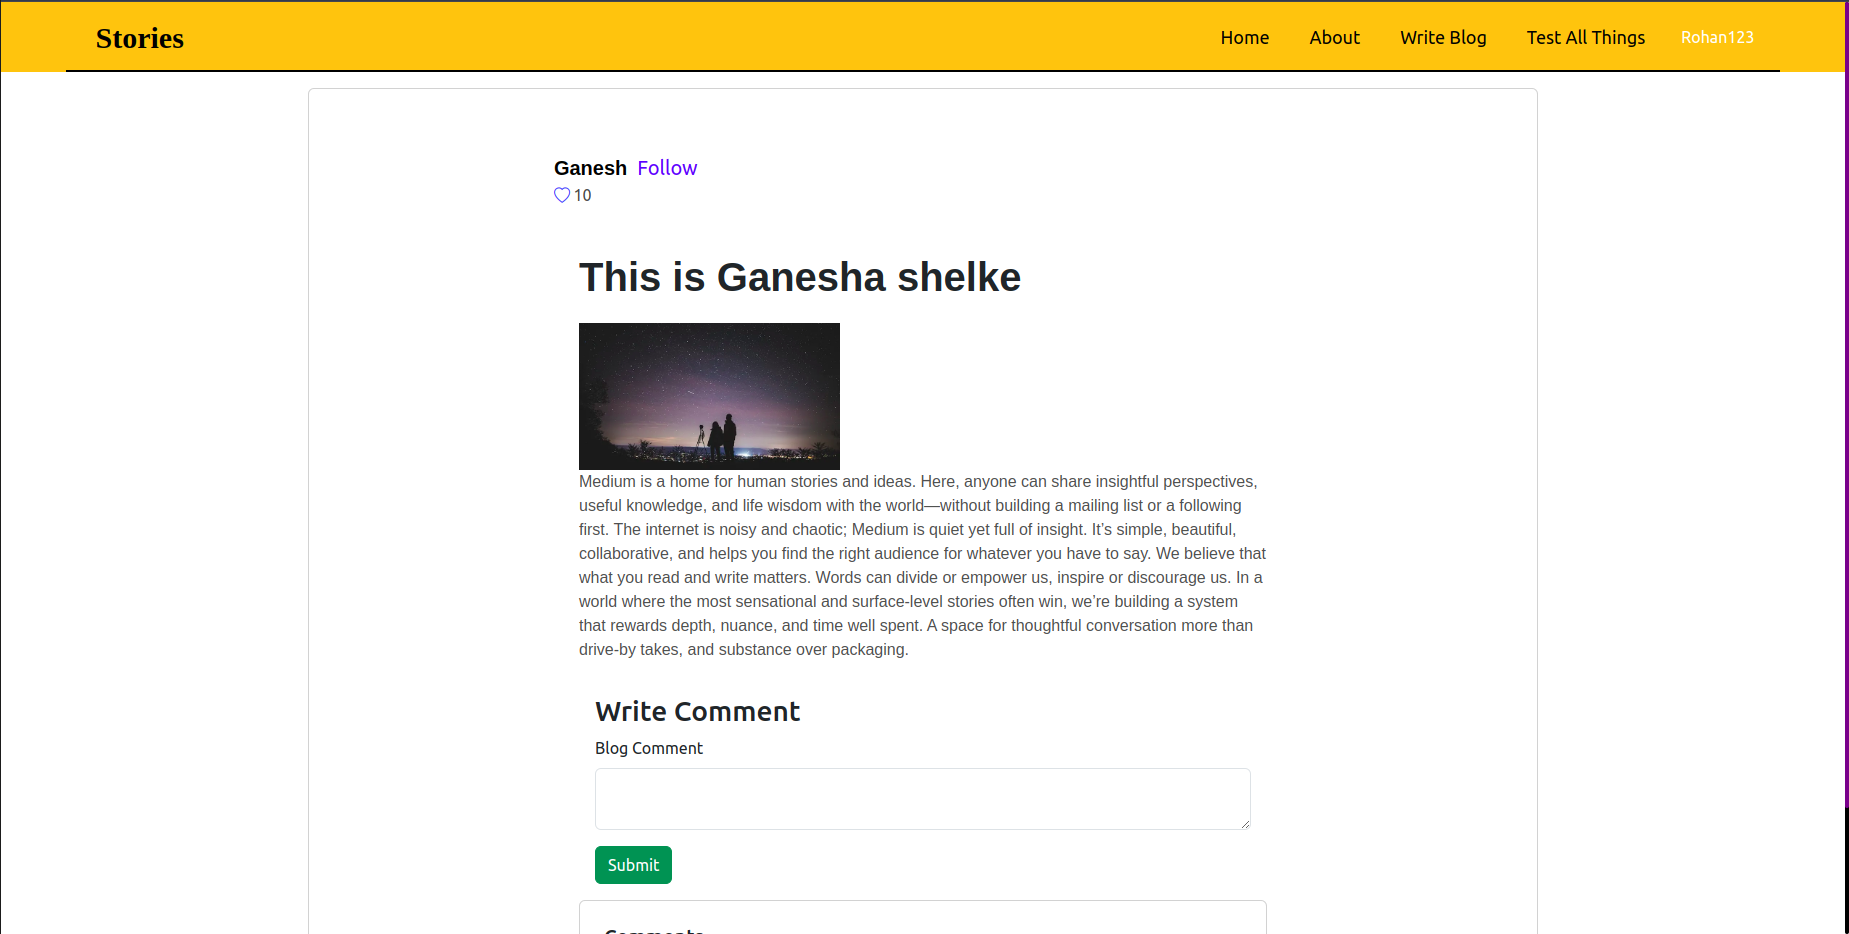 Stories
Home About Write Blog Test All Things Rohan123
Ganesh Follow
10
This is Ganesha shelke
Medium is a home for human stories and ideas. Here, anyone can share insightful perspectives,
useful knowledge, and life wisdom with the world—without building a mailing list or a following
first. The internet is noisy and chaotic; Medium is quiet yet full of insight. It’s simple, beautiful,
collaborative, and helps you find the right audience for whatever you have to say. We believe that
what you read and write matters. Words can divide or empower us, inspire or discourage us. In a
world where the most sensational and surface-level stories often win, we’re building a system
that rewards depth, nuance, and time well spent. A space for thoughtful conversation more than
drive-by takes, and substance over packaging.
Write Comment
Blog Comment
Submit
Comments